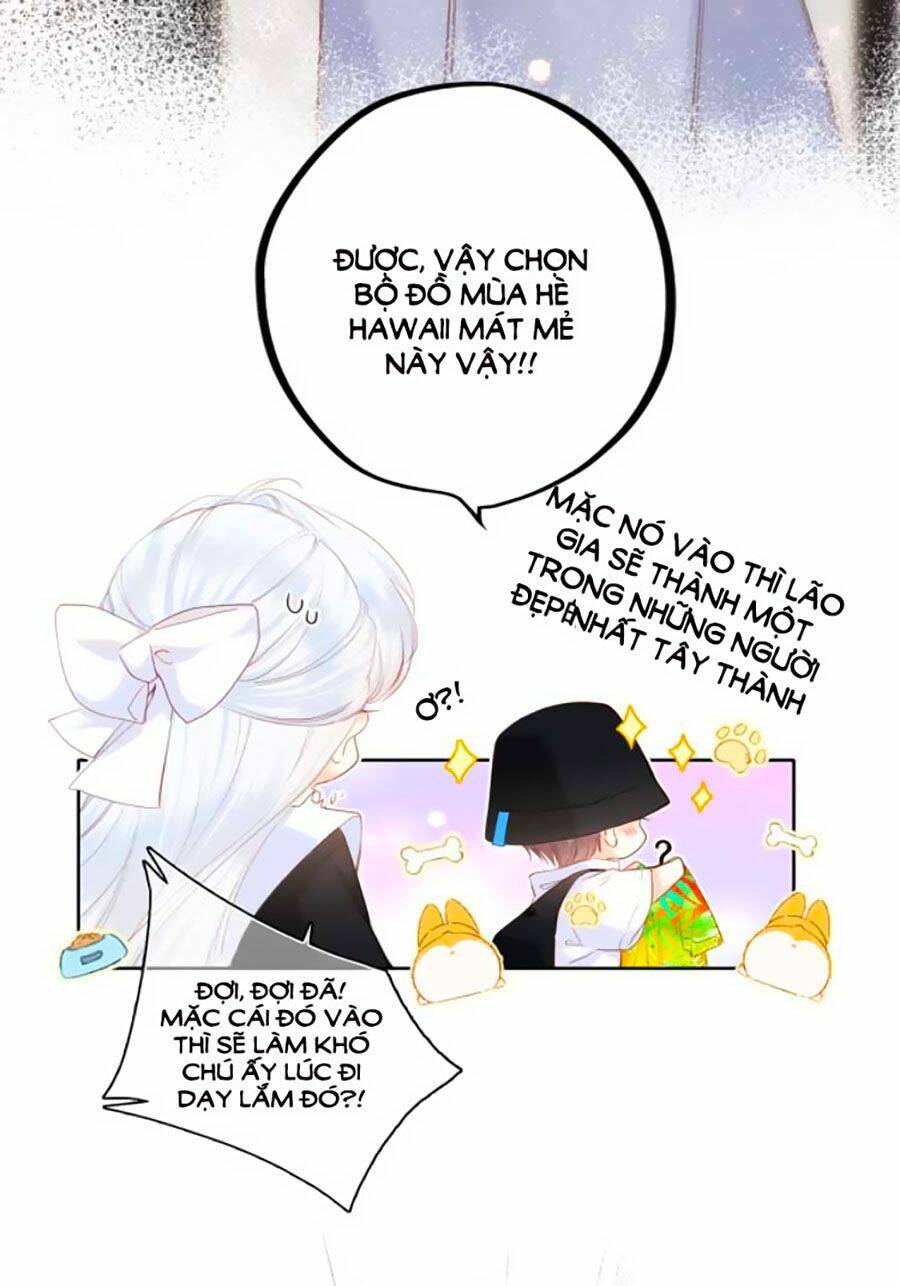 ĐƯỢC, VẬY CHỌN
BỘ ĐỒ MÙA HÈ
HAWAII MÁT MẺ
NÀY VẬY!!
MẶC NÓ VÀO THÌ LÃO
GIA SẼ THÀNH MỘT
TRONG NHỮNG NGƯỜI
ĐẸP NHẤT TÂY THÀNH
Ơ?!
?
ĐỢI, ĐỢI ĐÃ!
MẶC CÁI ĐÓ VÀO
THÌ SẼ LÀM KHÓ
CHÚ ẤY LÚC ĐI
DẠY LẮM ĐÓ?!